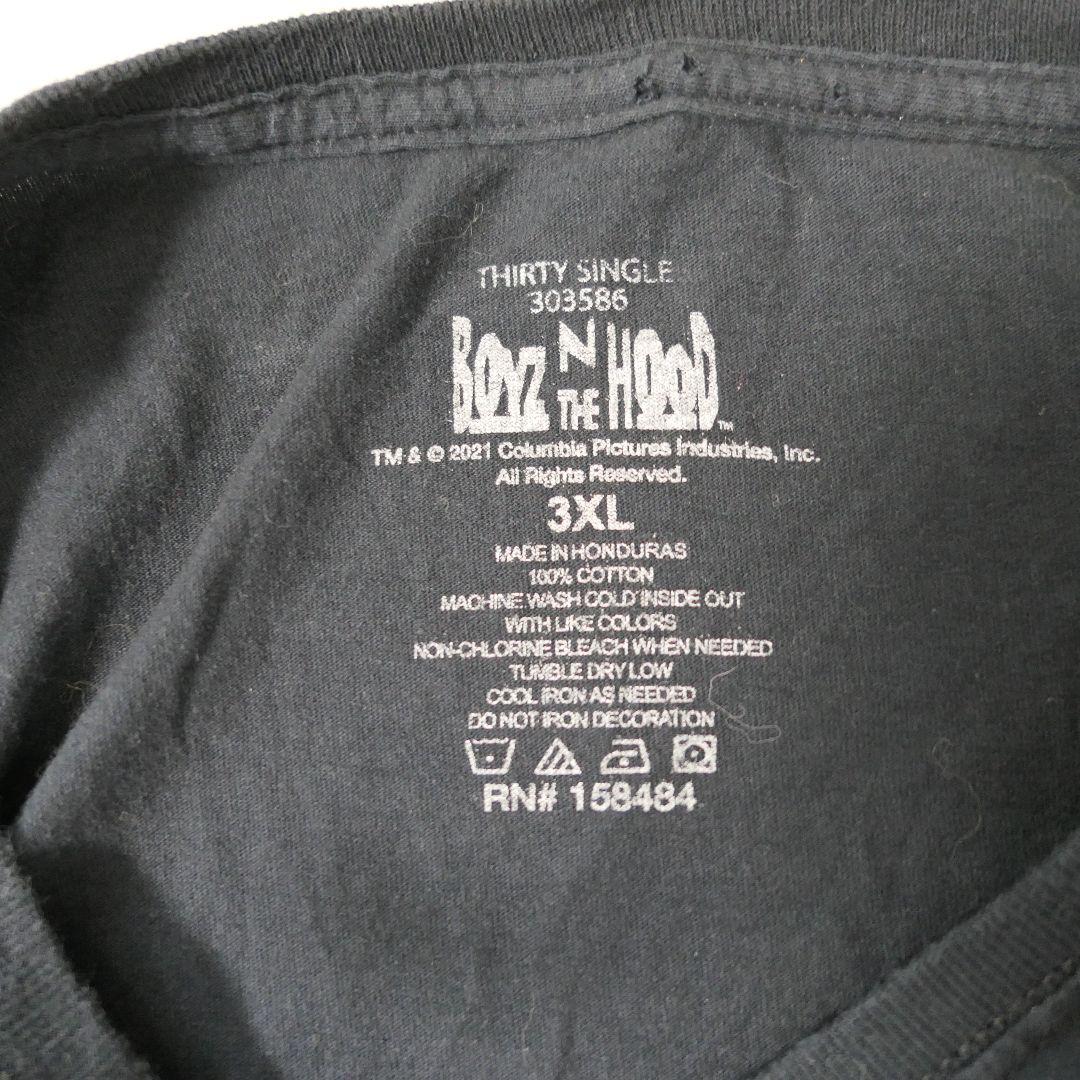 THIRTY SINGLE
303586
BOYZ N THE HOOD™
TM & © 2021 Columbia Pictures Industries, Inc.
All Rights Reserved.
3XL
MADE IN HONDURAS
100% COTTON
MACHINE WASH COLD INSIDE OUT
WITH LIKE COLORS
NON-CHLORINE BLEACH WHEN NEEDED
TUMBLE DRY LOW
COOL IRON AS NEEDED
DO NOT IRON DECORATION
RN# 158484